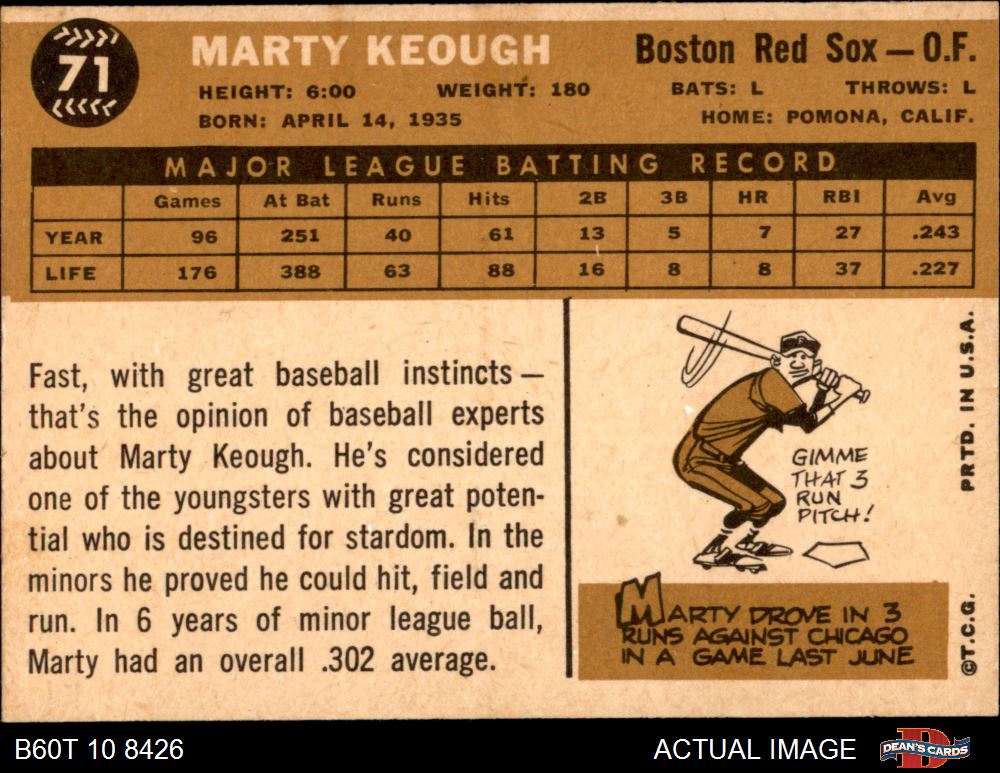 71
MARTY KEOUGH
Boston Red Sox — O.F.
HEIGHT: 6:00 WEIGHT: 180 BATS: L THROWS: L
BORN: APRIL 14, 1935 HOME: POMONA, CALIF.
MAJOR LEAGUE BATTING RECORD
Games At Bat Runs Hits 2B 3B HR RBI Avg
YEAR 96 251 40 61 13 5 7 27 .243
LIFE 176 388 63 88 16 8 8 37 .227
Fast, with great baseball instincts —
that's the opinion of baseball experts
about Marty Keough. He's considered
one of the youngsters with great poten-
tial who is destined for stardom. In the
minors he proved he could hit, field and
run. In 6 years of minor league ball,
Marty had an overall .302 average.
GIMME
THAT 3
RUN
PITCH!
MARTY DROVE IN 3
RUNS AGAINST CHICAGO
IN A GAME LAST JUNE
©T.C.G. PRTD. IN U.S.A.
B60T 10 8426 ACTUAL IMAGE
DEAN'S CARDS